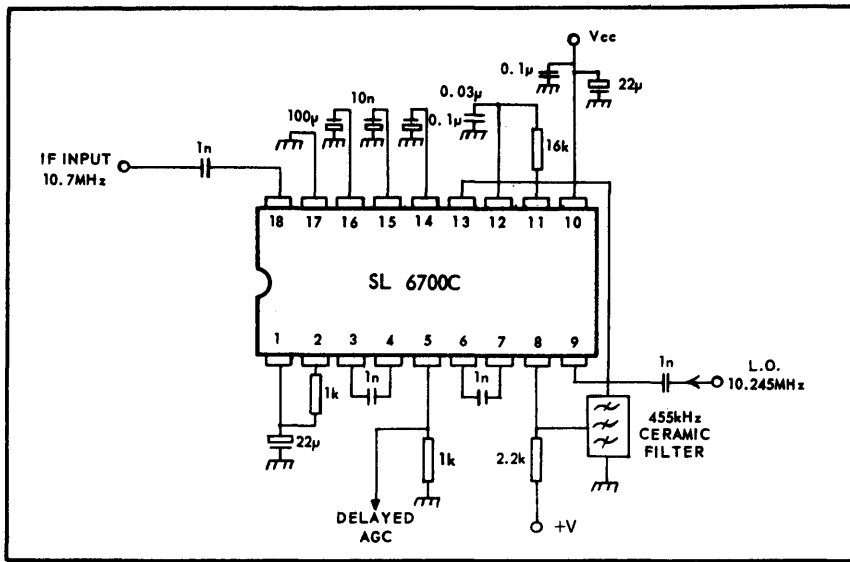 Vcc
0.1μ
22μ
0.03μ
10n
100μ
0.1μ
16k
1n
IF INPUT
10.7MHz
18 17 16 15 14 13 12 11 10
SL 6700C
1 2 3 4 5 6 7 8 9
1k
1n
1n
1n
L.O.
10.245MHz
22μ
1k
2.2k
455kHz
CERAMIC
FILTER
DELAYED
AGC
+V